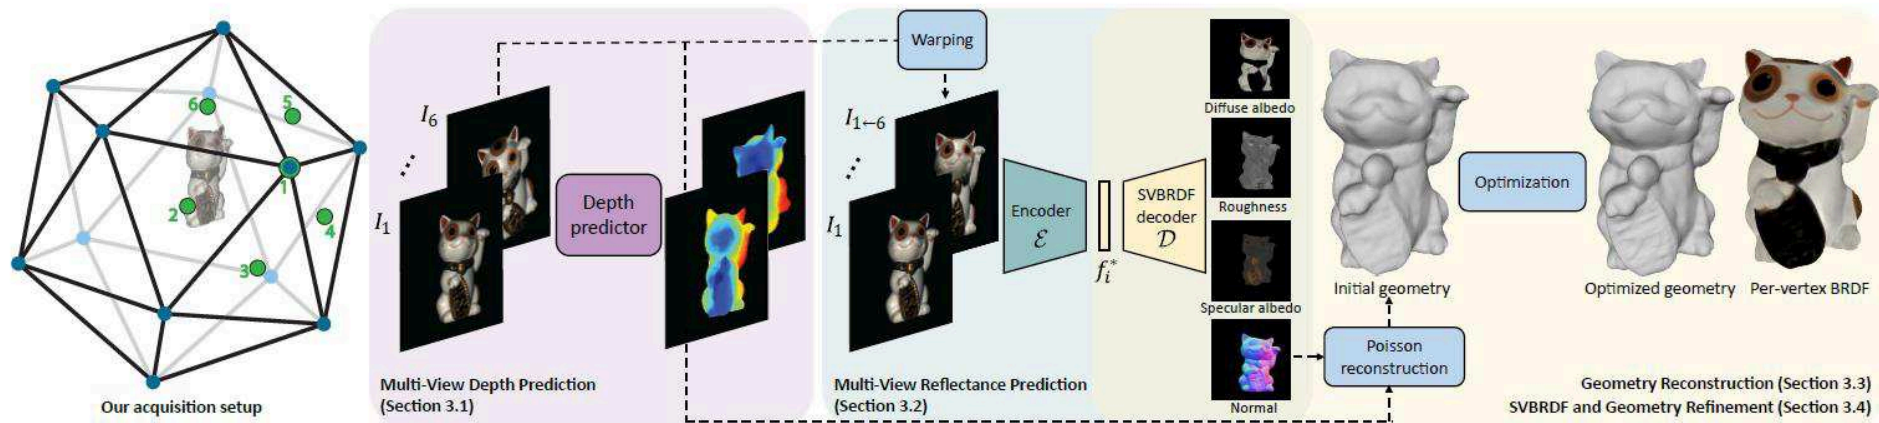 6
5
1
2
4
3
Our acquisition setup
I6
I1
Depth
predictor
Multi-View Depth Prediction
(Section 3.1)
Warping
I1←6
I1
Encoder
ℰ
fi*
SVBRDF
decoder
𝒟
Multi-View Reflectance Prediction
(Section 3.2)
Diffuse albedo
Roughness
Specular albedo
Normal
Initial geometry
Poisson
reconstruction
Optimization
Optimized geometry
Per-vertex BRDF
Geometry Reconstruction (Section 3.3)
SVBRDF and Geometry Refinement (Section 3.4)